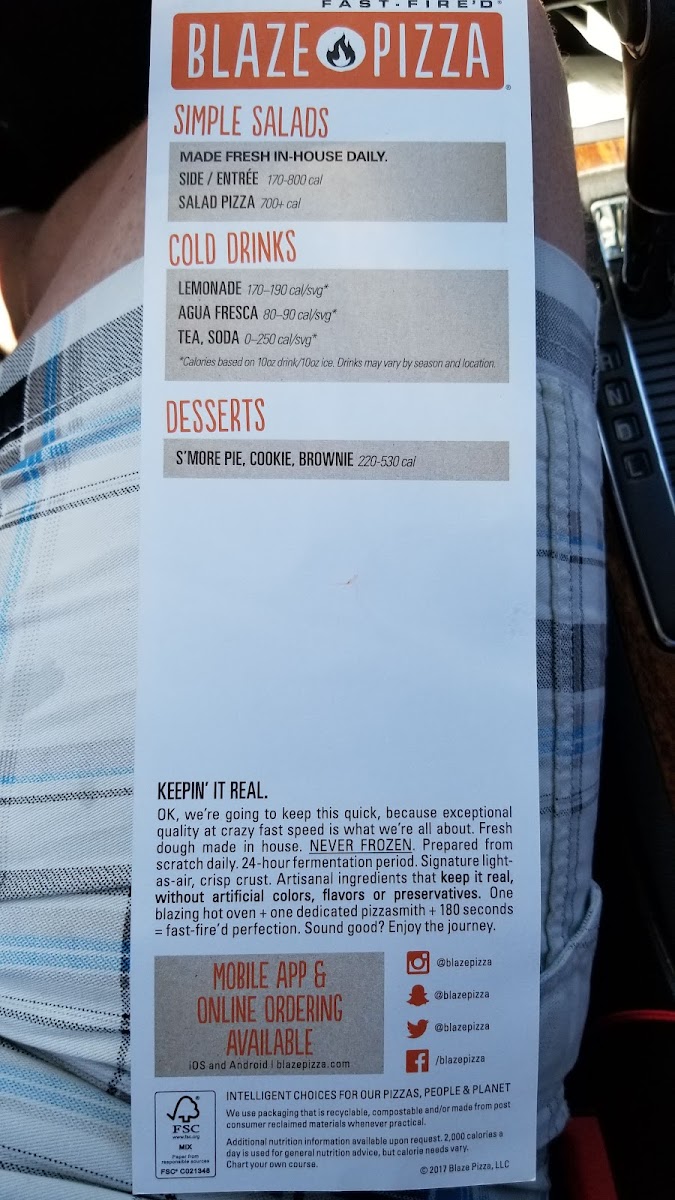 FAST-FIRE'D®
BLAZE PIZZA®
SIMPLE SALADS
MADE FRESH IN-HOUSE DAILY.
SIDE / ENTRÉE 170-800 cal
SALAD PIZZA 700+ cal
COLD DRINKS
LEMONADE 170–190 cal/svg*
AGUA FRESCA 80–90 cal/svg*
TEA, SODA 0–250 cal/svg*
*Calories based on 10oz drink/10oz ice. Drinks may vary by season and location.
DESSERTS
S'MORE PIE, COOKIE, BROWNIE 220-530 cal
KEEPIN' IT REAL.
OK, we're going to keep this quick, because exceptional
quality at crazy fast speed is what we're all about. Fresh
dough made in house. NEVER FROZEN. Prepared from
scratch daily. 24-hour fermentation period. Signature light-
as-air, crisp crust. Artisanal ingredients that keep it real,
without artificial colors, flavors or preservatives. One
blazing hot oven + one dedicated pizzasmith + 180 seconds
= fast-fire'd perfection. Sound good? Enjoy the journey.
MOBILE APP &
ONLINE ORDERING
AVAILABLE
iOS and Android | blazepizza.com
@blazepizza
@blazepizza
@blazepizza
/blazepizza
FSC
www.fsc.org
MIX
Paper from
responsible sources
FSC® C021348
INTELLIGENT CHOICES FOR OUR PIZZAS, PEOPLE & PLANET
We use packaging that is recyclable, compostable and/or made from post
consumer reclaimed materials whenever practical.
Additional nutrition information available upon request. 2,000 calories a
day is used for general nutrition advice, but calorie needs vary.
Chart your own course.
© 2017 Blaze Pizza, LLC
R
N
D
L